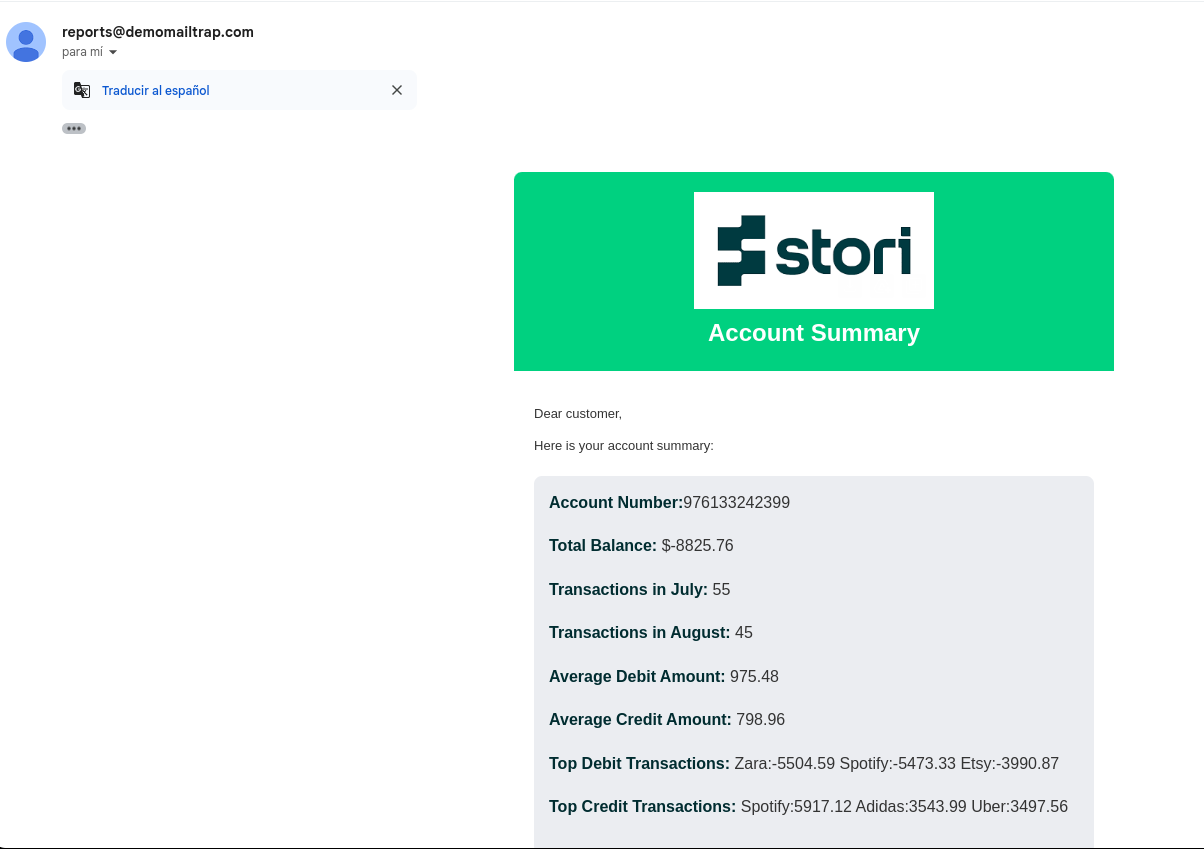 reports@demomailtrap.com
para mí
Traducir al español
stori
Account Summary
Dear customer,
Here is your account summary:
Account Number:976133242399
Total Balance: $-8825.76
Transactions in July: 55
Transactions in August: 45
Average Debit Amount: 975.48
Average Credit Amount: 798.96
Top Debit Transactions: Zara:-5504.59 Spotify:-5473.33 Etsy:-3990.87
Top Credit Transactions: Spotify:5917.12 Adidas:3543.99 Uber:3497.56